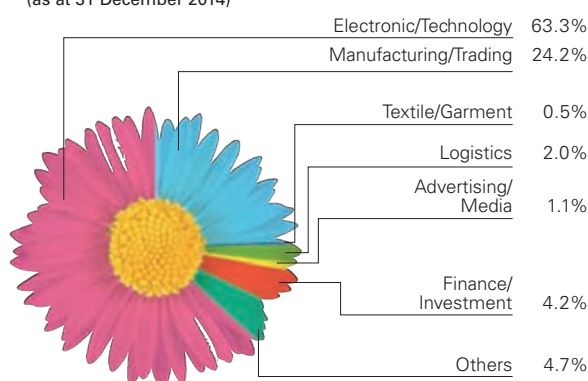 (as at 31 December 2014)
Electronic/Technology 63.3%
Manufacturing/Trading 24.2%
Textile/Garment 0.5%
Logistics 2.0%
Advertising/
Media 1.1%
Finance/
Investment 4.2%
Others 4.7%